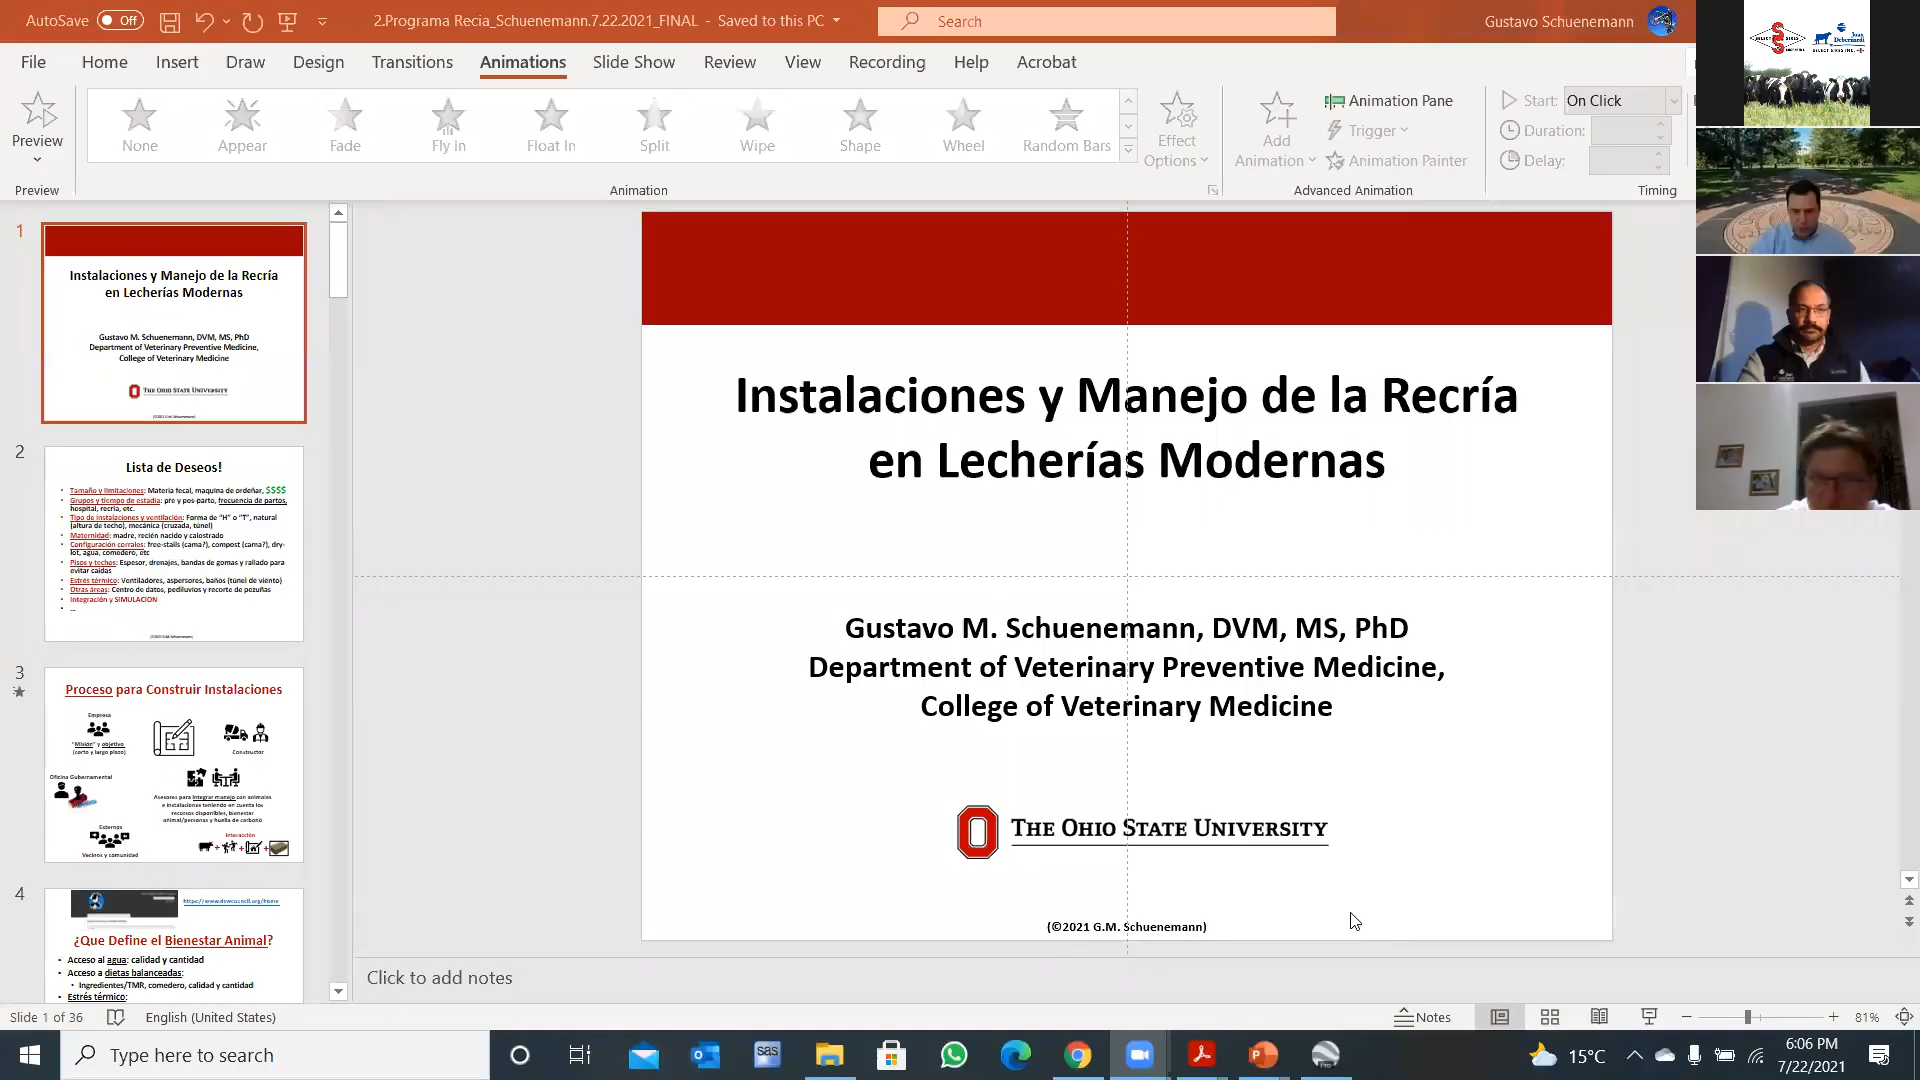 AutoSave Off
2.Programa Recia_Schuenemann.7.22.2021_FINAL - Saved to this PC
Search
Gustavo Schuenemann
File Home Insert Draw Design Transitions Animations Slide Show Review View Recording Help Acrobat
Preview
None Appear Fade Fly In Float In Split Wipe Shape Wheel Random Bars
Effect Options
Add Animation
Animation Pane
Trigger
Animation Painter
Start: On Click
Duration:
Delay:
Preview Animation Advanced Animation Timing
1
Instalaciones y Manejo de la Recría
en Lecherías Modernas
Gustavo M. Schuenemann, DVM, MS, PhD
Department of Veterinary Preventive Medicine,
College of Veterinary Medicine
THE OHIO STATE UNIVERSITY
(©2021 G.M. Schuenemann)
2
Lista de Deseos!
• Tamaño y limitaciones: Materia fecal, maquina de ordeñar, $$$$
• Grupos y tiempo de estadía: pre y pos-parto, frecuencia de partos,
hospital, recría, etc.
• Tipo de instalaciones y ventilación: Forma de "H" o "T", natural
(altura de techo), mecánica (cruzada, túnel)
• Maternidad: madre, recién nacido y calostrado
• Configuración corrales: free-stalls (cama?), compost (cama?), dry-
lot, agua, comedero, etc
• Pisos y techos: Espesor, drenajes, bandas de gomas y rallado para
evitar caídas
• Estrés térmico: Ventiladores, aspersores, baños (túnel de viento)
• Otras áreas: Centro de datos, pediluvios y recorte de pezuñas
• Integración y SIMULACION
• ...
(©2021 G.M. Schuenemann)
3
Proceso para Construir Instalaciones
Empresa
"Misión" y objetivo
(corto y largo plazo)
Constructor
Oficina Gubernamental
Asesores para integrar manejo con animales
e instalaciones teniendo en cuenta los
recursos disponibles, bienestar
animal/personas y huella de carbono
Externos
Vecinos y comunidad
Interacción
4
https://www.dcwcouncil.org/home
¿Que Define el Bienestar Animal?
• Acceso al agua: calidad y cantidad
• Acceso a dietas balanceadas:
• Ingredientes/TMR, comedero, calidad y cantidad
• Estrés térmico:
Instalaciones y Manejo de la Recría
en Lecherías Modernas
Gustavo M. Schuenemann, DVM, MS, PhD
Department of Veterinary Preventive Medicine,
College of Veterinary Medicine
THE OHIO STATE UNIVERSITY
(©2021 G.M. Schuenemann)
Click to add notes
Slide 1 of 36
English (United States)
Notes
81%
Type here to search
sas
15°C
6:06 PM
7/22/2021